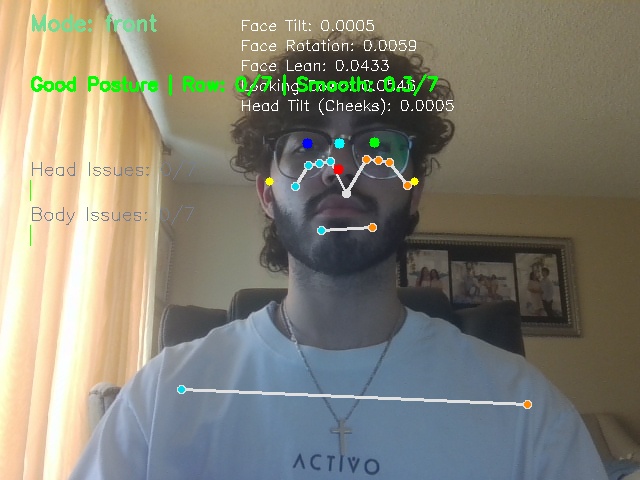 Mode: front
Face Tilt: 0.0005
Face Rotation: 0.0059
Face Lean: 0.0433
Good Posture | Raw: 0/7 | Smooth: 0.3/7
Head Tilt (Cheeks): 0.0005
Head Issues: 0/7
Body Issues: 0/7
ACTIVO